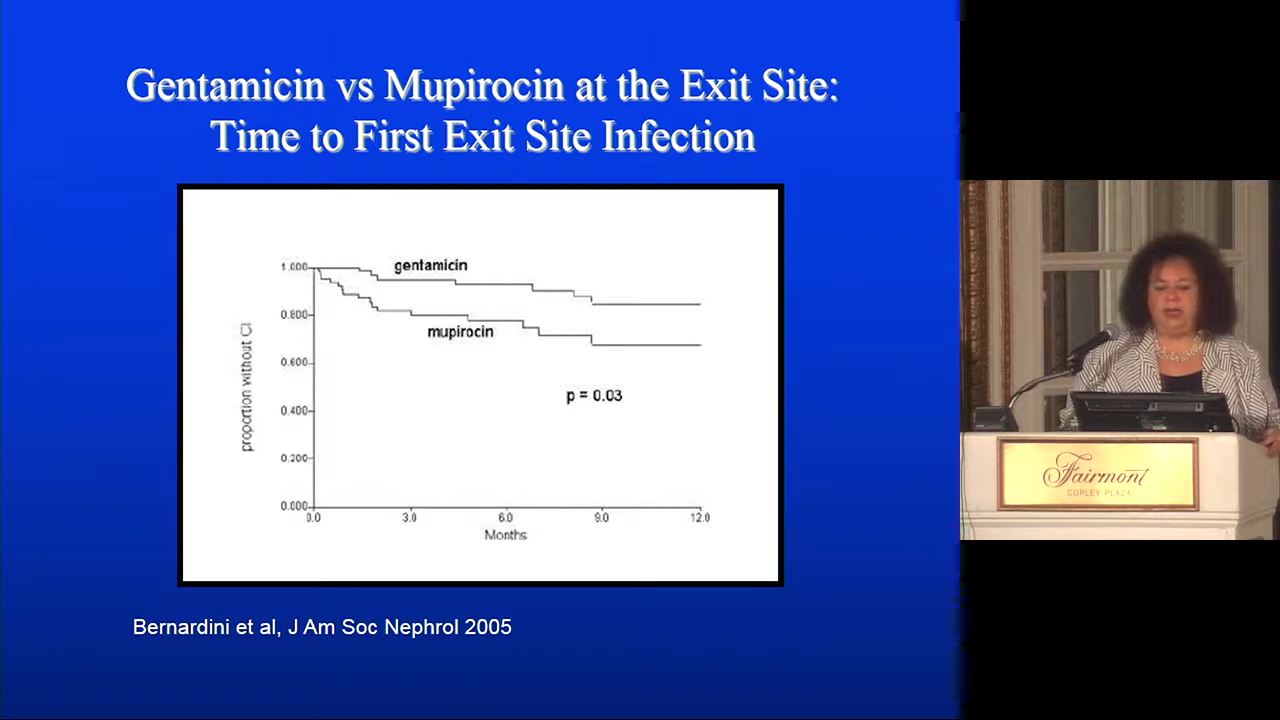 Gentamicin vs Mupirocin at the Exit Site:
Time to First Exit Site Infection
gentamicin
mupirocin
p = 0.03
proportion without CI
1.000
0.800
0.600
0.400
0.200
0.000
0.0
3.0
6.0
9.0
12.0
Months
Bernardini et al, J Am Soc Nephrol 2005
Fairmont
COPLEY PLAZA